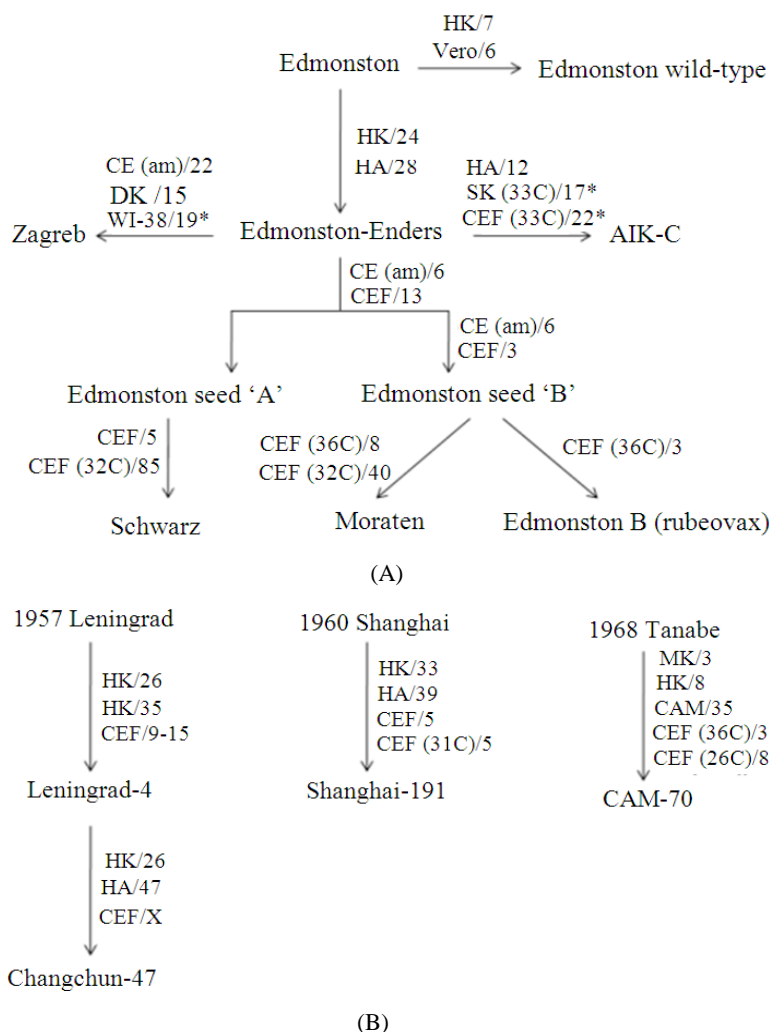 HK/7
Vero/6
Edmonston
Edmonston wild-type
HK/24
HA/28
CE (am)/22
DK /15
WI-38/19*
HA/12
SK (33C)/17*
CEF (33C)/22*
Zagreb
Edmonston-Enders
AIK-C
CE (am)/6
CEF/13
CE (am)/6
CEF/3
Edmonston seed ‘A’
Edmonston seed ‘B’
CEF/5
CEF (32C)/85
CEF (36C)/8
CEF (32C)/40
CEF (36C)/3
Schwarz
Moraten
Edmonston B (rubeovax)
(A)
1957 Leningrad
1960 Shanghai
1968 Tanabe
HK/26
HK/35
CEF/9-15
HK/33
HA/39
CEF/5
CEF (31C)/5
MK/3
HK/8
CAM/35
CEF (36C)/3
CEF (26C)/8
Leningrad-4
Shanghai-191
CAM-70
HK/26
HA/47
CEF/X
Changchun-47
(B)